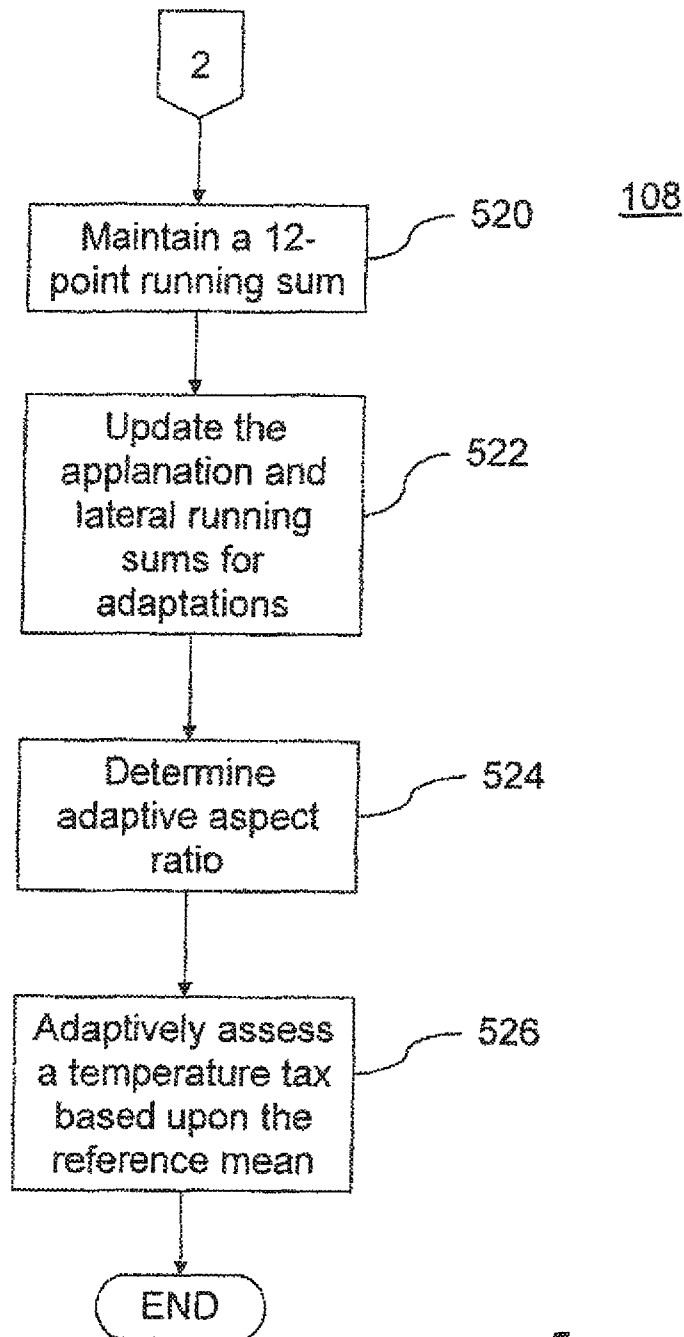 2
108
Maintain a 12-
point running sum
520
Update the
applanation and
lateral running
sums for
adaptations
522
Determine
adaptive aspect
ratio
524
Adaptively assess
a temperature tax
based upon the
reference mean
526
END